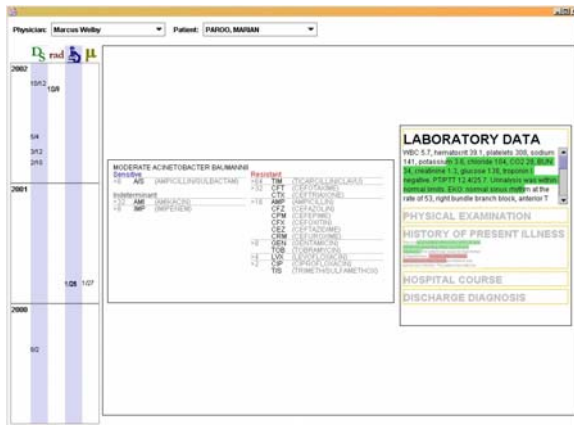 Physician: Marcus Welby
Patient: PAROO, MARIAN
DS rad μ
2002
10/12
10/9
5/4
3/12
2/10
2001
1/26 1/27
2000
9/2
MODERATE ACINETOBACTER BAUMANNII
Sensitive
A/S (AMPICILLIN/SULBACTAM)
Indeterminant
AMI (AMIKACIN)
IMP (IMIPENEM)
Resistent
TIM (TICARCILLIN/CLAVU)
CFT (CEFOTAXIME)
CTX (CEFTRIAXONE)
AMP (AMPICILLIN)
CFZ (CEFAZOLIN)
CPM (CEFEPIME)
CFX (CEFOXITIN)
CEZ (CEFTAZIDIME)
CRM (CEFUROXIME)
GEN (GENTAMICIN)
TOB (TOBRAMYCIN)
LVX (LEVOFLOXACIN)
CIP (CIPROFLOXACIN)
T/S (TRIMETH/SULFAMETHOX)
LABORATORY DATA
WBC 5.7, hematocrit 39.1, platelets 308, sodium
141, potassium 3.6, chloride 104, CO2 28, BUN
creatinine 1.3, glucose 138, troponin I
negative. PT/PTT 12.4/25.7. Urinalysis was within
normal limits. EKG: normal sinus rhythm at the
rate of 53, right bundle branch block, anterior T
PHYSICAL EXAMINATION
HISTORY OF PRESENT ILLNESS
HOSPITAL COURSE
DISCHARGE DIAGNOSIS